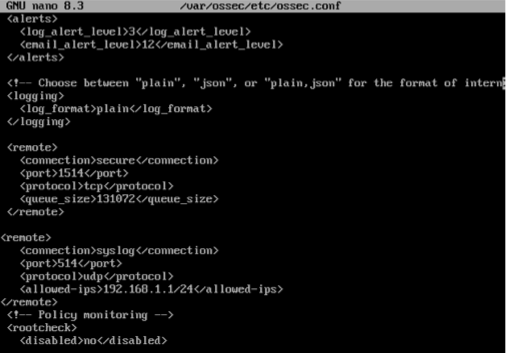 GNU nano 8.3 /var/ossec/etc/ossec.conf
<alerts>
<log_alert_level>3</log_alert_level>
<email_alert_level>12</email_alert_level>
</alerts>
<!-- Choose between "plain", "json", or "plain,json" for the format of intern
<logging>
<log_format>plain</log_format>
</logging>
<remote>
<connection>secure</connection>
<port>1514</port>
<protocol>tcp</protocol>
<queue_size>131072</queue_size>
</remote>
<remote>
<connection>syslog</connection>
<port>514</port>
<protocol>udp</protocol>
<allowed-ips>192.168.1.1/24</allowed-ips>
</remote>
<!-- Policy monitoring -->
<rootcheck>
<disabled>no</disabled>